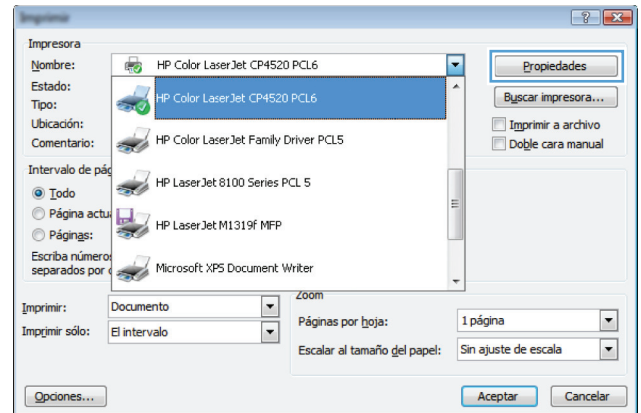 Imprimir
Impresora
Nombre: HP Color LaserJet CP4520 PCL6 Propiedades
Estado: HP Color LaserJet CP4520 PCL6 Buscar impresora...
Tipo:
Ubicación: Imprimir a archivo
Comentario: HP Color LaserJet Family Driver PCL5 Doble cara manual
Intervalo de pág
HP LaserJet 8100 Series PCL 5
Todo
Página actu
HP LaserJet M1319f MFP
Páginas:
Escriba números
separados por c
Microsoft XPS Document Writer
Zoom
Imprimir: Documento
Páginas por hoja: 1 página
Imprimir sólo: El intervalo
Escalar al tamaño del papel: Sin ajuste de escala
Opciones... Aceptar Cancelar